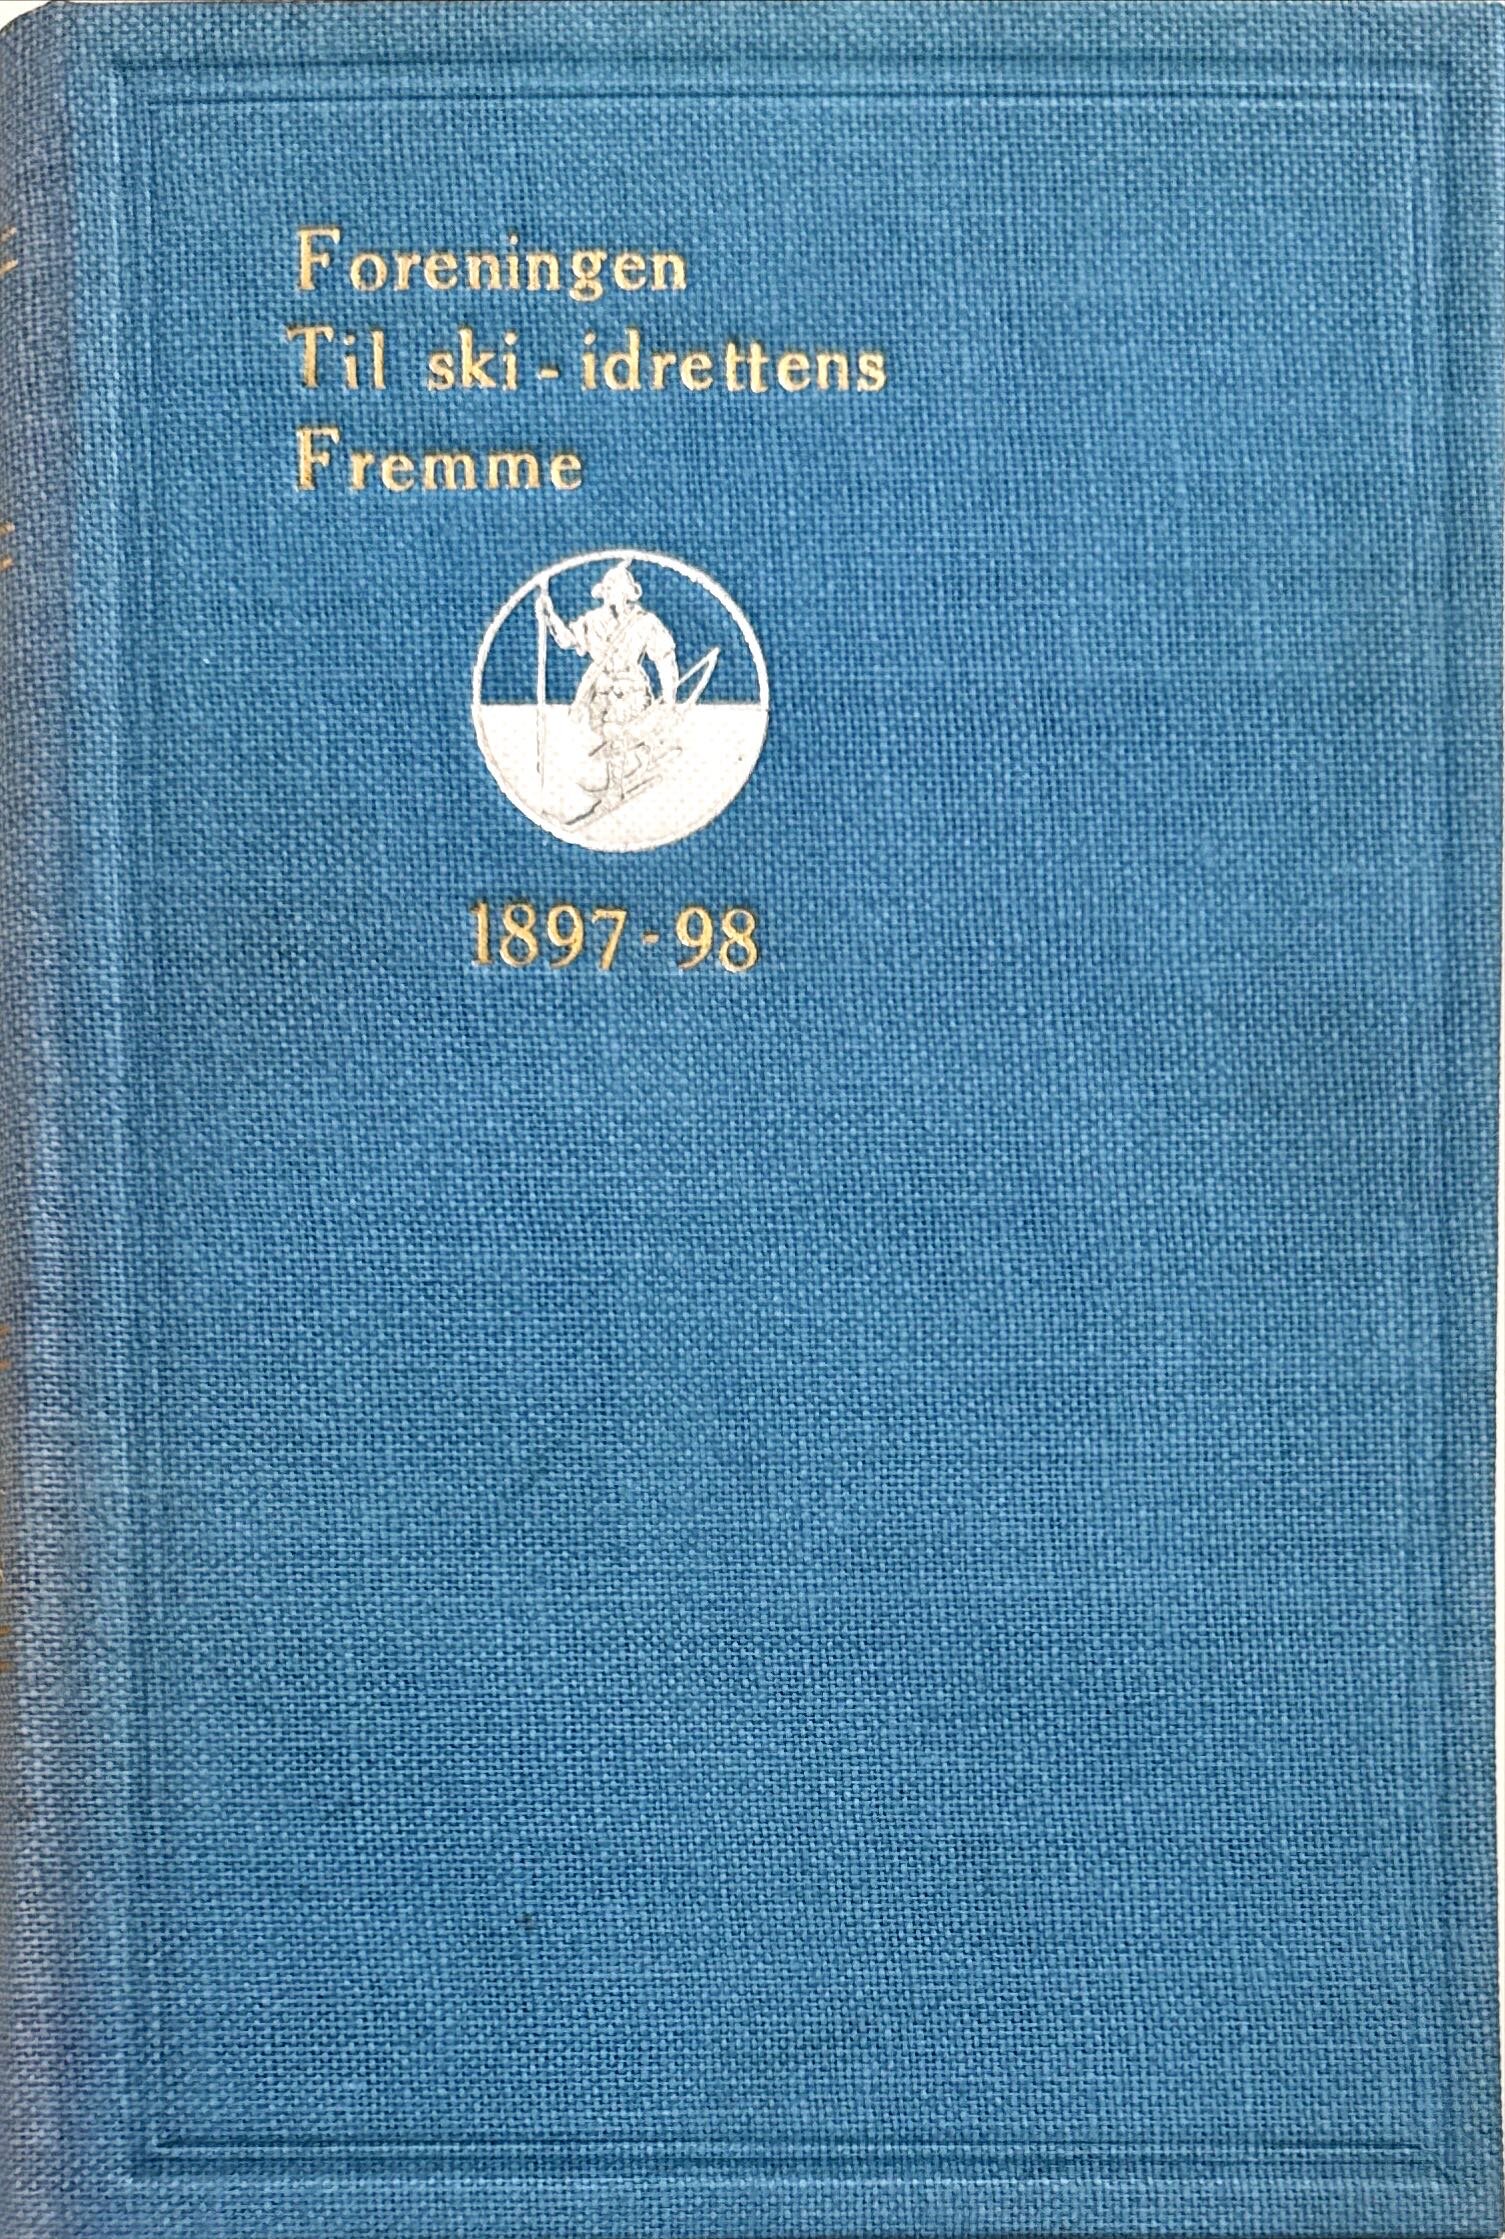 Foreningen
Til ski-idrettens
Fremme
1897-98